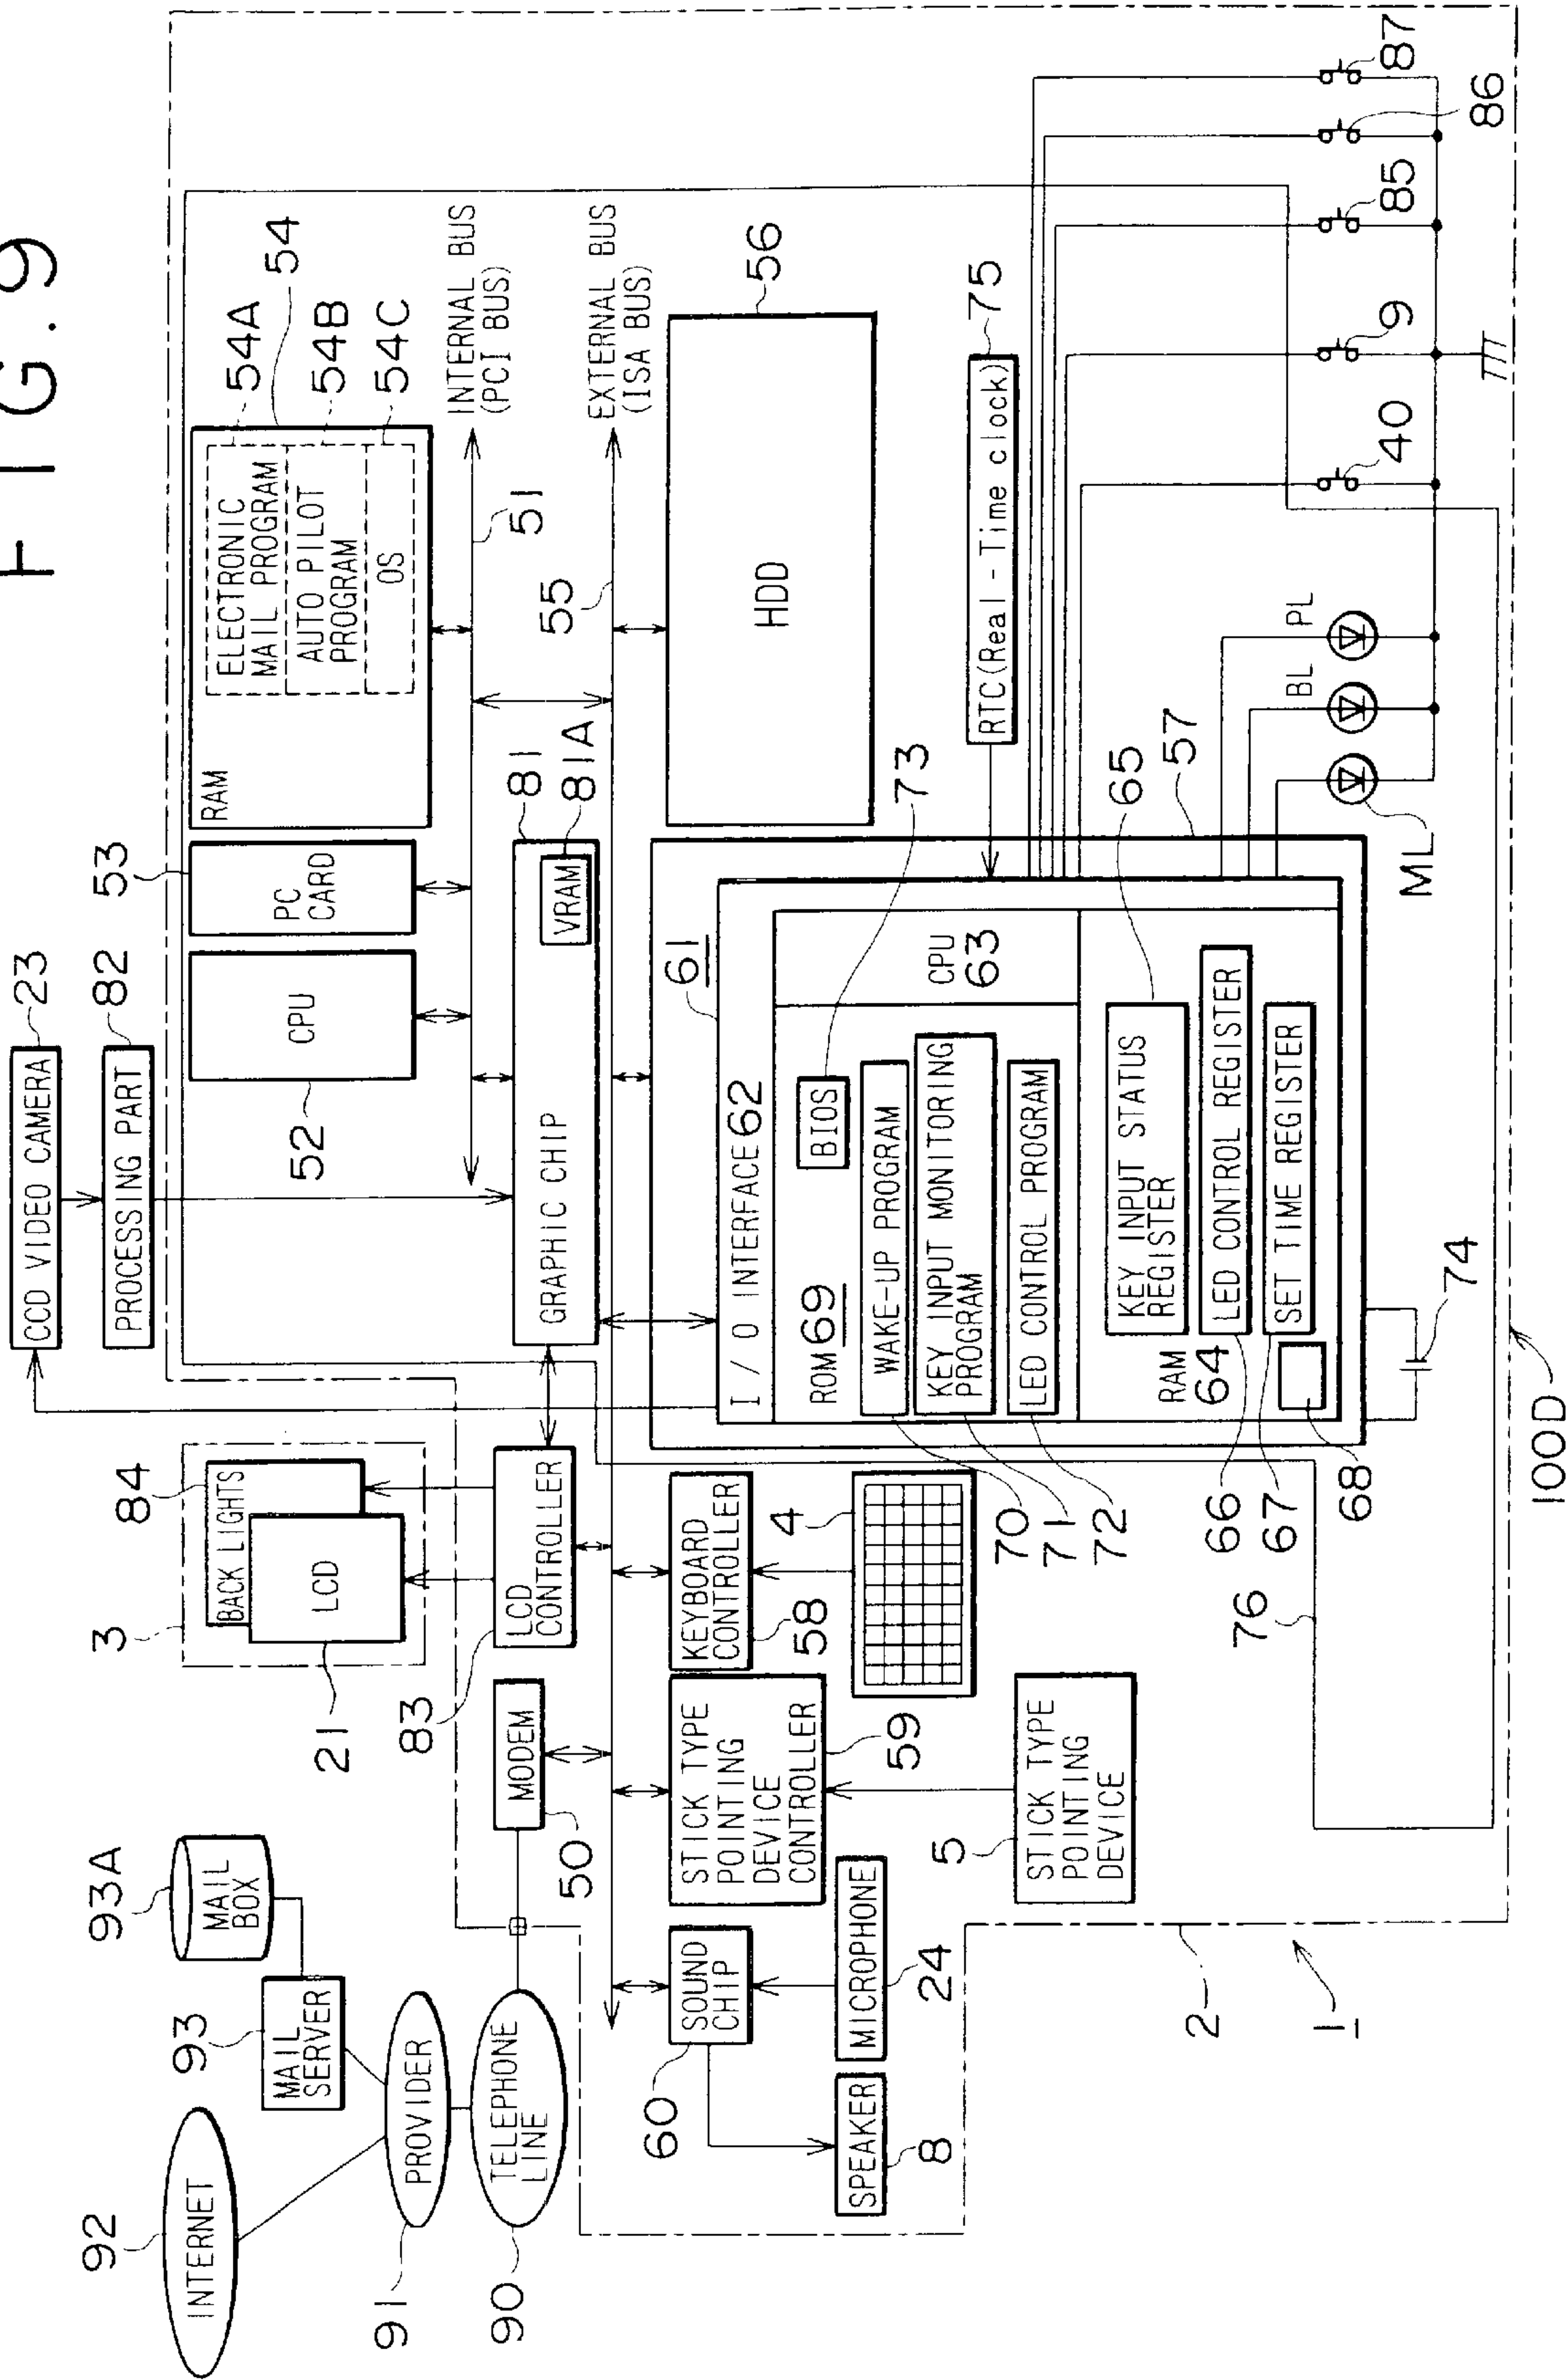 FIG.9
CCD VIDEO CAMERA
23
PROCESSING PART
82
53
93A
MAIL
BOX
93
MAIL
SERVER
92
INTERNET
PROVIDER
91
TELEPHONE
LINE
90
3
84
BACK LIGHTS
LCD
21
CPU
52
PC
CARD
RAM
ELECTRONIC
MAIL PROGRAM
AUTO PILOT
PROGRAM
OS
54A
54
54B
54C
INTERNAL BUS
(PCI BUS)
51
EXTERNAL BUS
(ISA BUS)
55
MODEM
50
LCD
CONTROLLER
83
GRAPHIC CHIP
VRAM
81
81A
SOUND
CHIP
60
SPEAKER
8
MICROPHONE
24
STICK TYPE
POINTING
DEVICE
CONTROLLER
59
STICK TYPE
POINTING
DEVICE
5
KEYBOARD
CONTROLLER
58
4
HDD
56
61
I / O INTERFACE 62
ROM 69
BIOS
73
WAKE-UP PROGRAM
KEY INPUT MONITORING
PROGRAM
LED CONTROL PROGRAM
70
71
72
CPU
63
RAM
64
KEY INPUT STATUS
REGISTER
65
LED CONTROL REGISTER
66
SET TIME REGISTER
67
68
57
RTC(Real-Time clock)
75
74
76
ML
BL
PL
40
9
85
86
87
2
1
100D